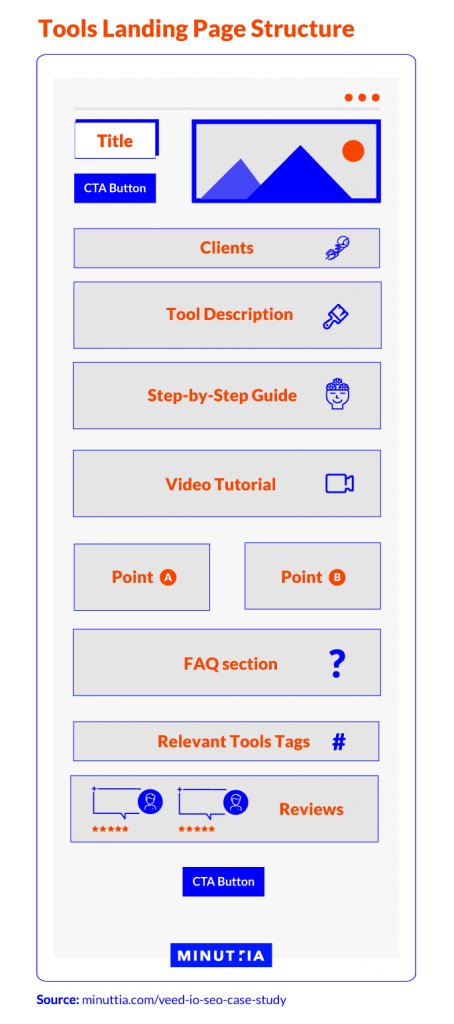 Tools Landing Page Structure
Title
CTA Button
Clients
Tool Description
Step-by-Step Guide
Video Tutorial
Point A
Point B
FAQ section
?
Relevant Tools Tags #
Reviews
CTA Button
MINUTTIA
Source: minuttia.com/veed-io-seo-case-study